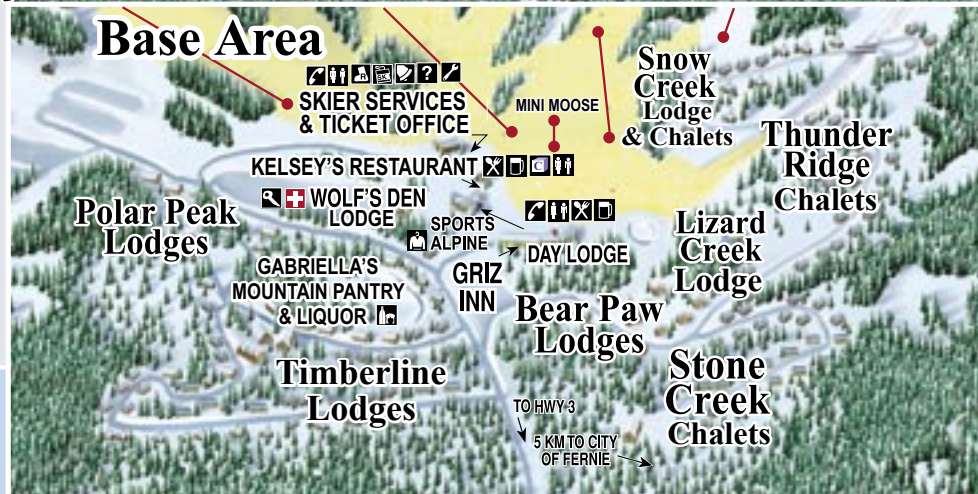 Base Area
SKIER SERVICES
& TICKET OFFICE
MINI MOOSE
Snow
Creek
Lodge
& Chalets
Thunder
Ridge
Chalets
KELSEY'S RESTAURANT
WOLF'S DEN
LODGE
Polar Peak
Lodges
SPORTS
ALPINE
DAY LODGE
Lizard
Creek
Lodge
GABRIELLA'S
MOUNTAIN PANTRY
& LIQUOR
GRIZ
INN
Bear Paw
Lodges
Timberline
Lodges
Stone
Creek
Chalets
TO HWY 3
5 KM TO CITY
OF FERNIE